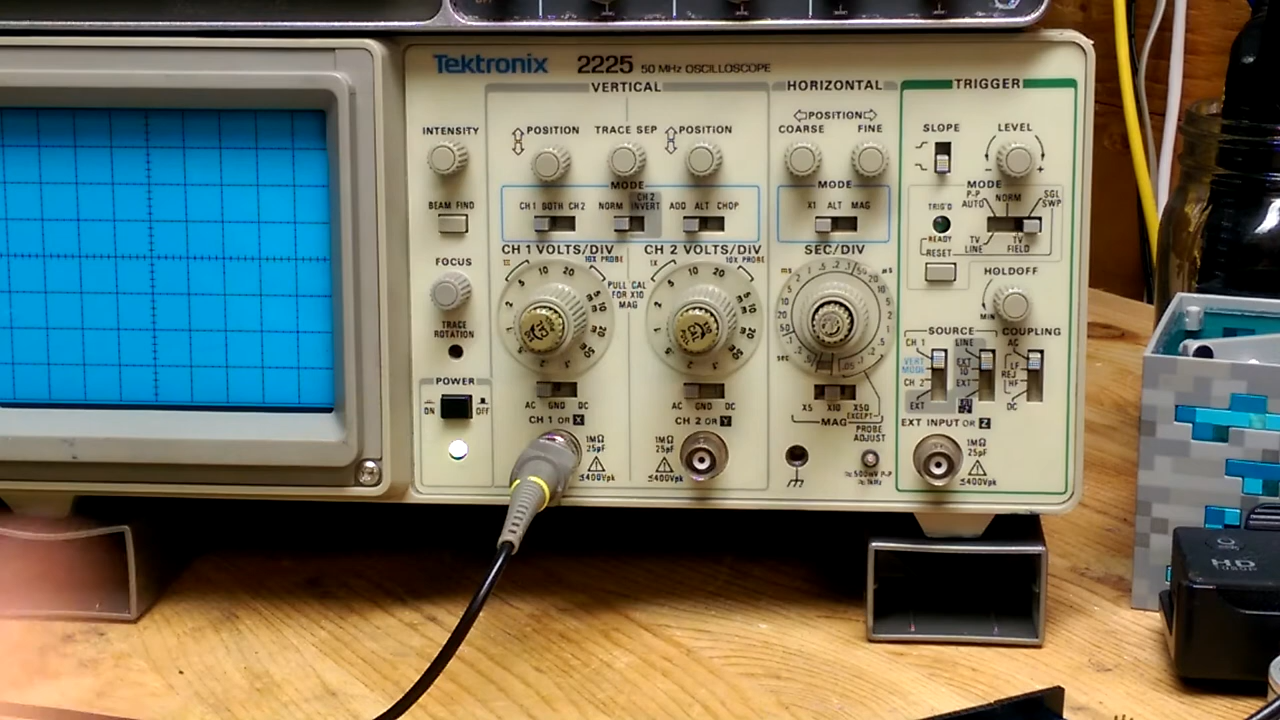 Tektronix 2225 50 MHz OSCILLOSCOPE
VERTICAL
HORIZONTAL
TRIGGER
INTENSITY
POSITION
TRACE SEP
POSITION
POSITION
COARSE
FINE
SLOPE
LEVEL
- +
MODE
CH 1 BOTH CH 2
NORM
CH 2
INVERT
ADD ALT CHOP
MODE
X1 ALT MAG
MODE
P-P
AUTO
NORM
SGL
SWP
TRIG'D
READY
TV
LINE
TV
FIELD
RESET
BEAM FIND
FOCUS
TRACE
ROTATION
POWER
ON
OFF
CH 1 VOLTS/DIV
1X
10X PROBE
PULL CAL
FOR X10
MAG
CH 2 VOLTS/DIV
1X
10X PROBE
SEC/DIV
HOLDOFF
MIN
SOURCE
COUPLING
CH 1
VERT
MODE
CH 2
EXT
LINE
EXT
10
EXT
AC
LF
REJ
HF
DC
AC GND DC
CH 1 OR X
1MΩ
25pF
≤400Vpk
AC GND DC
CH 2 OR Y
1MΩ
25pF
≤400Vpk
X5 X10 X50
EXCEPT
MAG
PROBE
ADJUST
≈500mV P-P
≈1kHz
EXT INPUT OR Z
1MΩ
25pF
≤400Vpk
HD
1080P